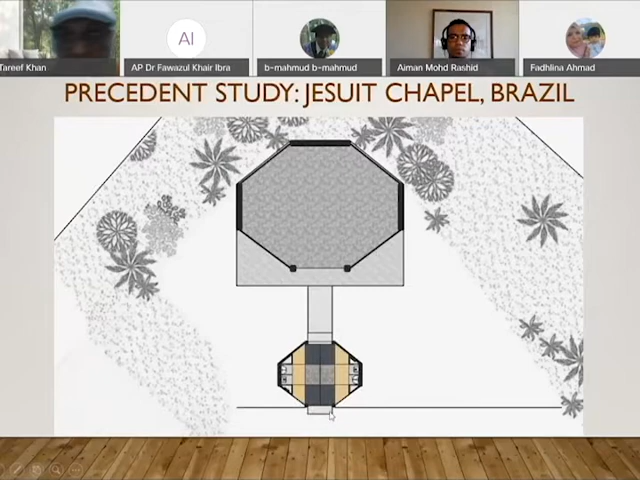 Tareef Khan
AI
AP Dr Fawazul Khair Ibra
b-mahmud b-mahmud
Aiman Mohd Rashid
Fadhlina Ahmad
PRECEDENT STUDY: JESUIT CHAPEL, BRAZIL